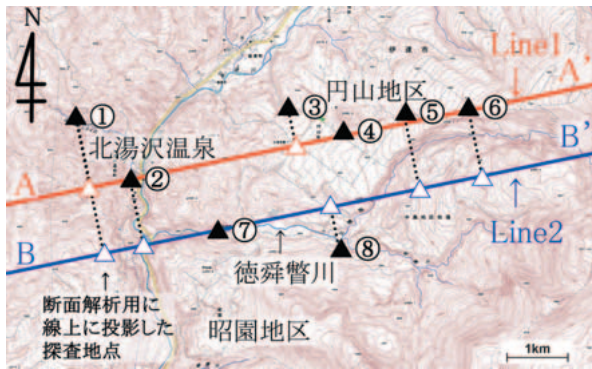 N
Line1
A'
円山地区
①
③
④
⑤
⑥
北湯沢温泉
B'
A
②
⑦
B
Line2
⑧
徳舜瞥川
断面解析用に
線上に投影した
探査地点
昭園地区
1km